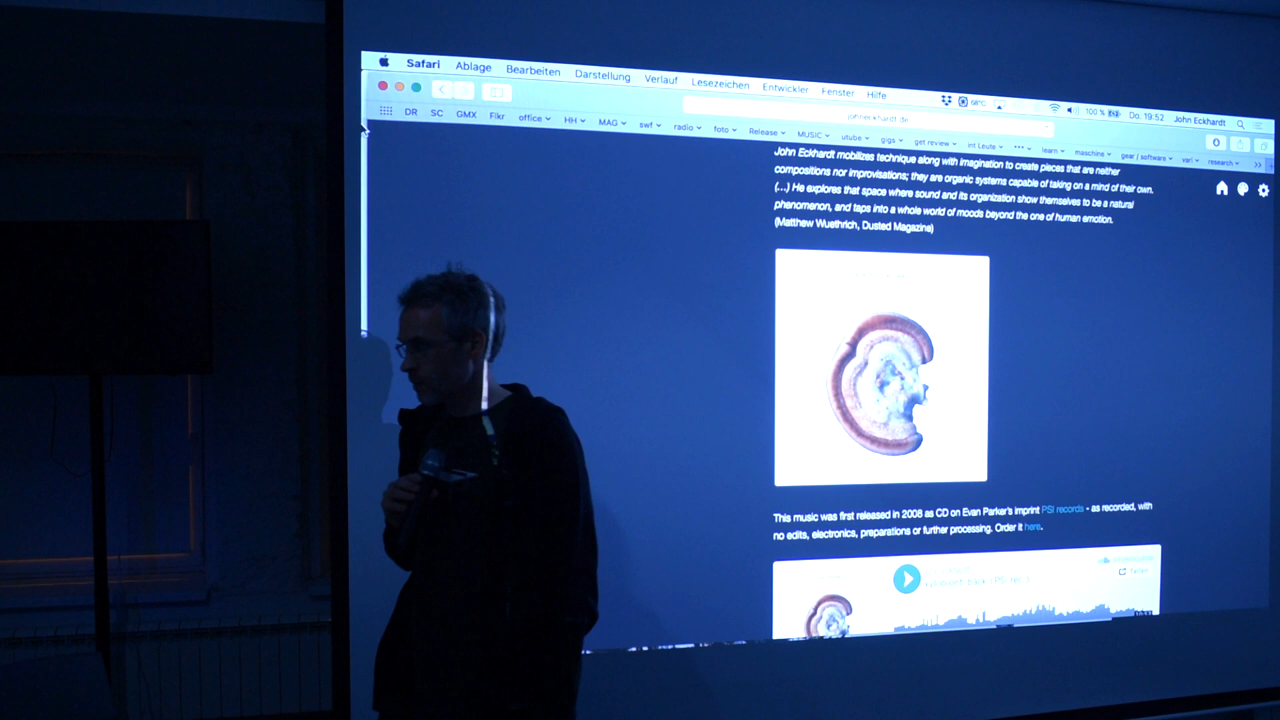 Safari Ablage Bearbeiten Darstellung Verlauf Lesezeichen Entwickler Fenster Hilfe 68°C 100 % Do. 19:52 John Eckhardt
johneckhardt.de
DR SC GMX Fikr office HH MAG swf radio foto Release MUSIC utube gigs get review int Leute ••• learn maschine gear / software vari research
John Eckhardt mobilizes technique along with imagination to create pieces that are neither
compositions nor improvisations; they are organic systems capable of taking on a mind of their own.
(...) He explores that space where sound and its organization show themselves to be a natural
phenomenon, and taps into a whole world of moods beyond the one of human emotion.
(Matthew Wuethrich, Dusted Magazine)
This music was first released in 2008 as CD on Evan Parker's imprint PSI records - as recorded, with
no edits, electronics, preparations or further processing. Order it here.
Teilen